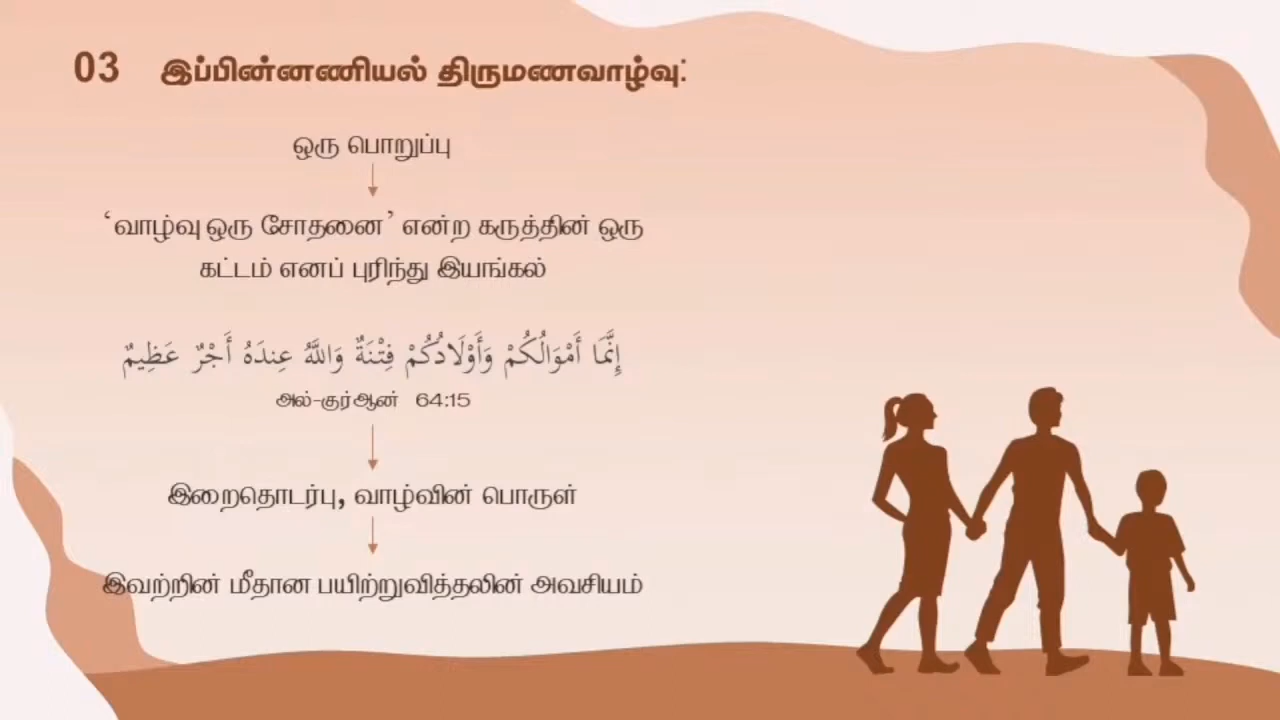 03 இப்பின்னணியல் திருமணவாழ்வு:
ஒரு பொறுப்பு
‘வாழ்வு ஒரு சோதனை’ என்ற கருத்தின் ஒரு
கட்டம் எனப் புரிந்து இயங்கல்
إِنَّمَا أَمْوَالُكُمْ وَأَوْلَادُكُمْ فِتْنَةٌ وَاللَّهُ عِندَهُ أَجْرٌ عَظِيمٌ
அல்-குர்ஆன் 64:15
இறைதொடர்பு, வாழ்வின் பொருள்
இவற்றின் மீதான பயிற்றுவித்தலின் அவசியம்